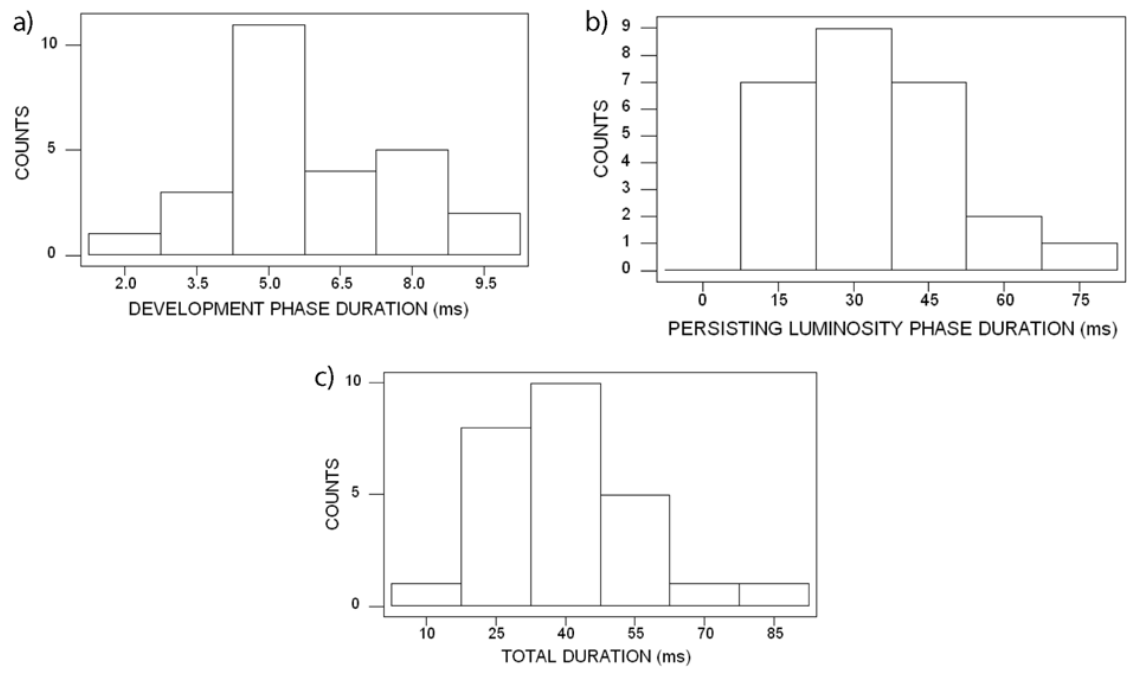 a)
COUNTS
10
5
0
2.0 3.5 5.0 6.5 8.0 9.5
DEVELOPMENT PHASE DURATION (ms)
b)
COUNTS
9
8
7
6
5
4
3
2
1
0
0 15 30 45 60 75
PERSISTING LUMINOSITY PHASE DURATION (ms)
c)
COUNTS
10
5
0
10 25 40 55 70 85
TOTAL DURATION (ms)